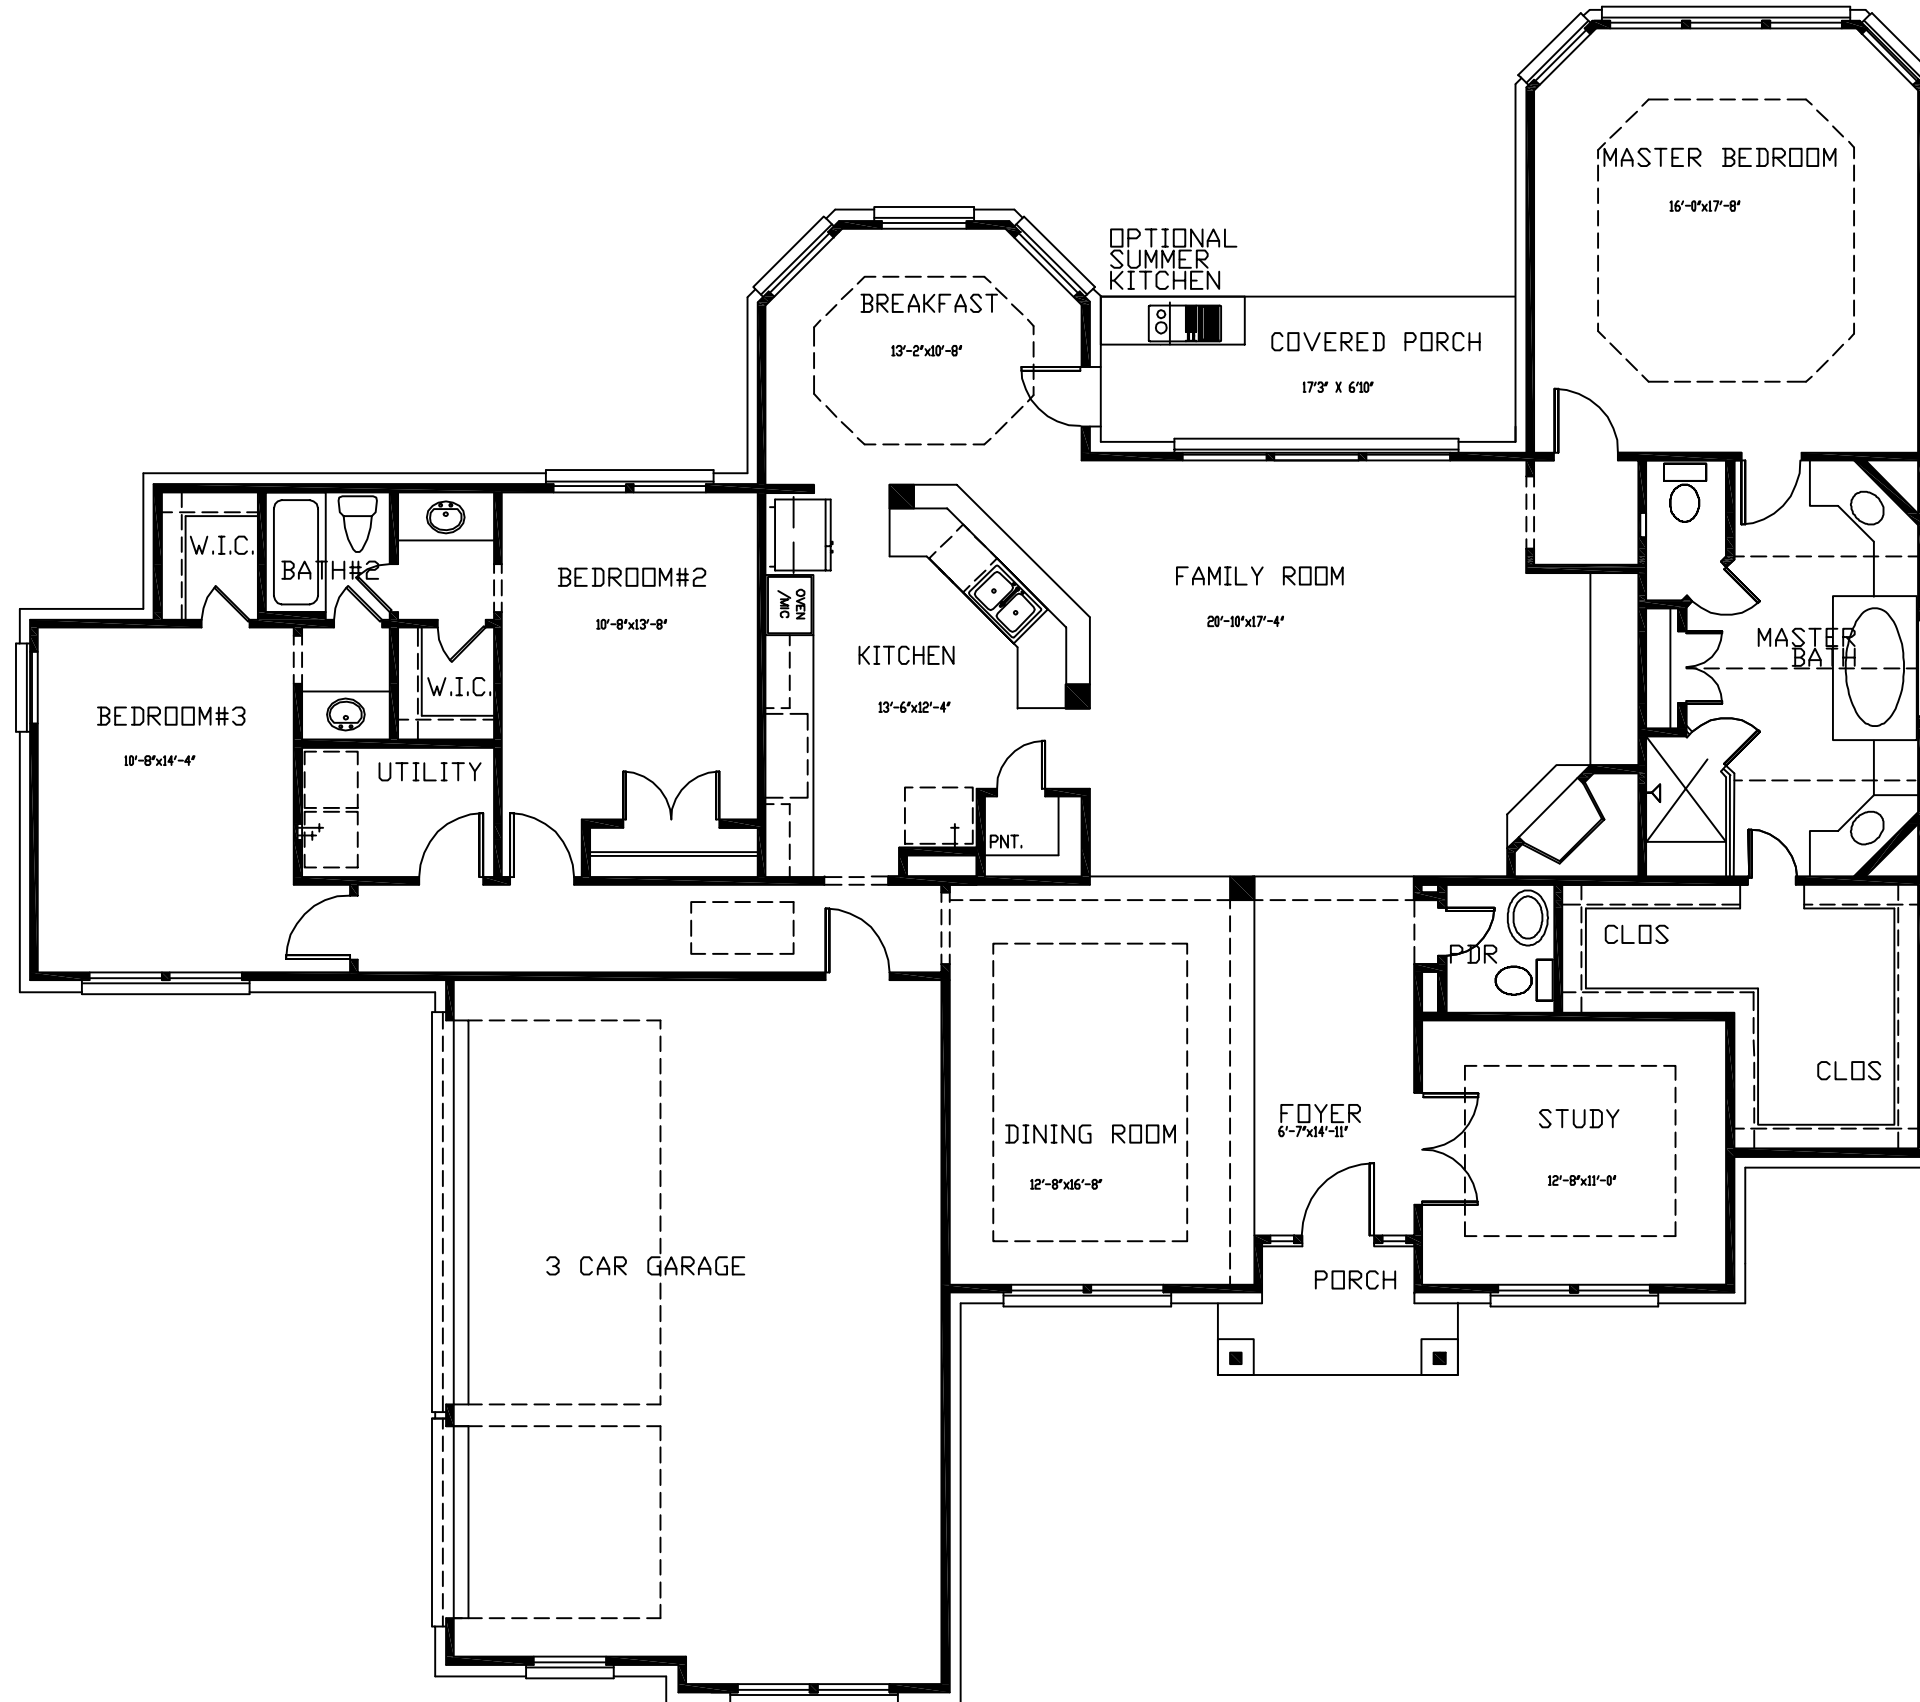 MASTER BEDROOM
16'-0"x17'-8"
OPTIONAL
SUMMER
KITCHEN
BREAKFAST
13'-2"x10'-8"
COVERED PORCH
17'3" X 6'10"
W.I.C.
BATH#2
BEDROOM#2
10'-8"x13'-8"
OVEN
/MIC
FAMILY ROOM
20'-10"x17'-4"
KITCHEN
13'-6"x12'-4"
MASTER
BATH
W.I.C.
BEDROOM#3
10'-8"x14'-4"
UTILITY
PNT.
PDR
CLOS
CLOS
DINING ROOM
12'-8"x16'-8"
FOYER
6'-7"x14'-11"
STUDY
12'-8"x11'-0"
3 CAR GARAGE
PORCH